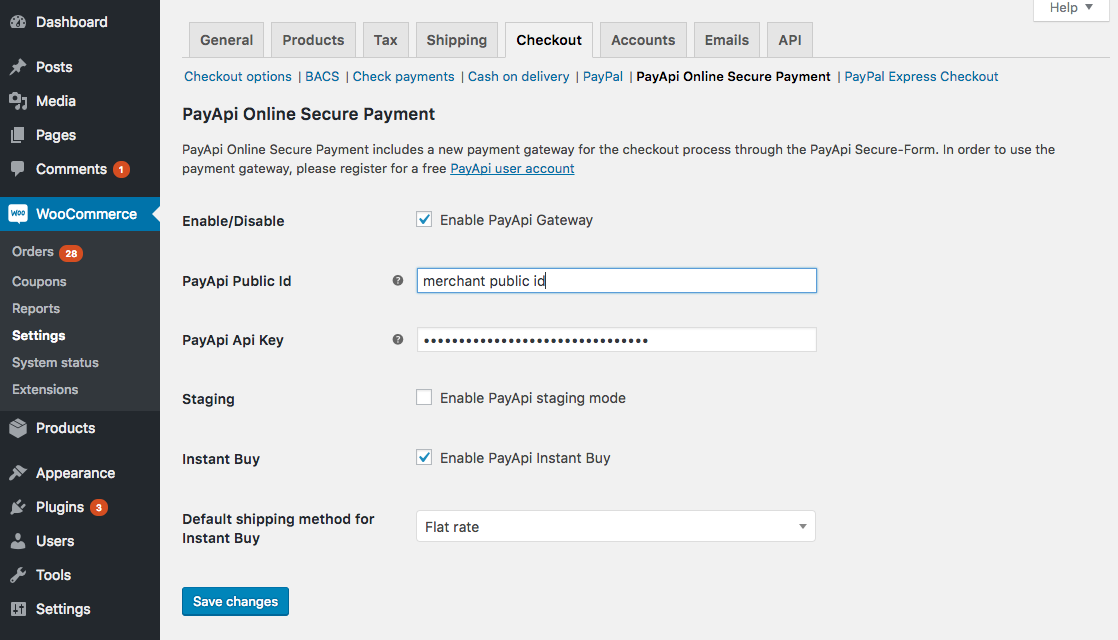 Help
Dashboard
Posts
Media
Pages
Comments 1
WooCommerce
Orders 28
Coupons
Reports
Settings
System status
Extensions
Products
Appearance
Plugins 3
Users
Tools
Settings
General Products Tax Shipping Checkout Accounts Emails API
Checkout options | BACS | Check payments | Cash on delivery | PayPal | PayApi Online Secure Payment | PayPal Express Checkout
PayApi Online Secure Payment
PayApi Online Secure Payment includes a new payment gateway for the checkout process through the PayApi Secure-Form. In order to use the
payment gateway, please register for a free PayApi user account
Enable/Disable Enable PayApi Gateway
PayApi Public Id ? merchant public id
PayApi Api Key ? ••••••••••••••••••••••••••••••••
Staging Enable PayApi staging mode
Instant Buy Enable PayApi Instant Buy
Default shipping method for
Instant Buy
Flat rate
Save changes